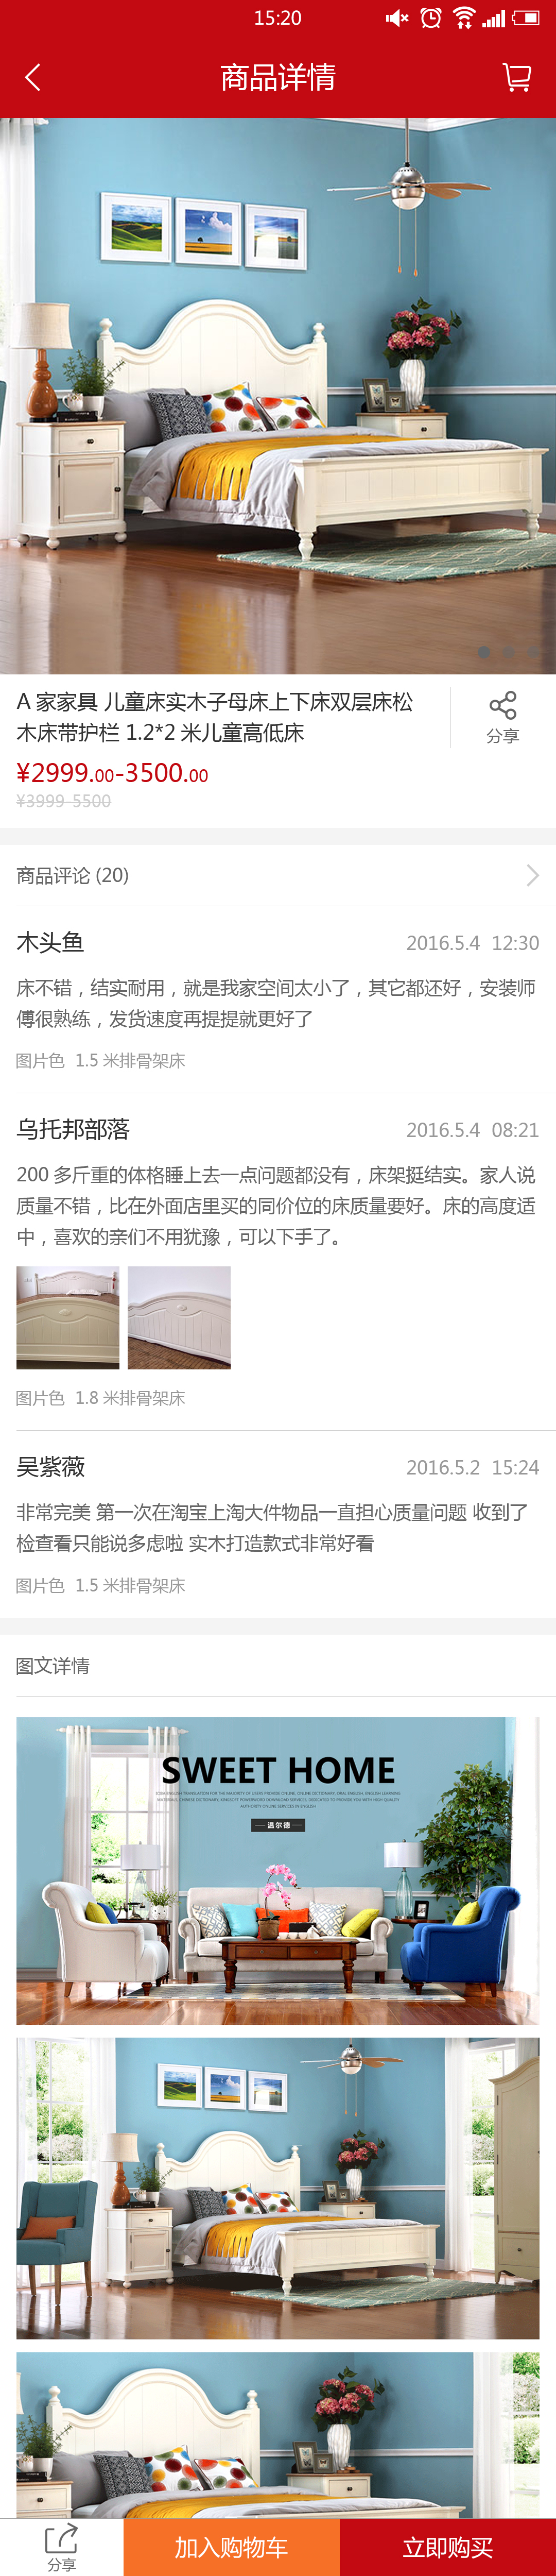 15:20
商品详情
A 家家具 儿童床实木子母床上下床双层床松
木床带护栏 1.2*2 米儿童高低床
分享
¥2999.00-3500.00
¥3999-5500
商品评论 (20)
木头鱼
2016.5.4 12:30
床不错，结实耐用，就是我家空间太小了，其它都还好，安装师
傅很熟练，发货速度再提提就更好了
图片色 1.5 米排骨架床
乌托邦部落
2016.5.4 08:21
200 多斤重的体格睡上去一点问题都没有，床架挺结实。家人说
质量不错，比在外面店里买的同价位的床质量要好。床的高度适
中，喜欢的亲们不用犹豫，可以下手了。
图片色 1.8 米排骨架床
吴紫薇
2016.5.2 15:24
非常完美 第一次在淘宝上淘大件物品一直担心质量问题 收到了
检查看只能说多虑啦 实木打造款式非常好看
图片色 1.5 米排骨架床
图文详情
SWEET HOME
温尔德
分享
加入购物车
立即购买